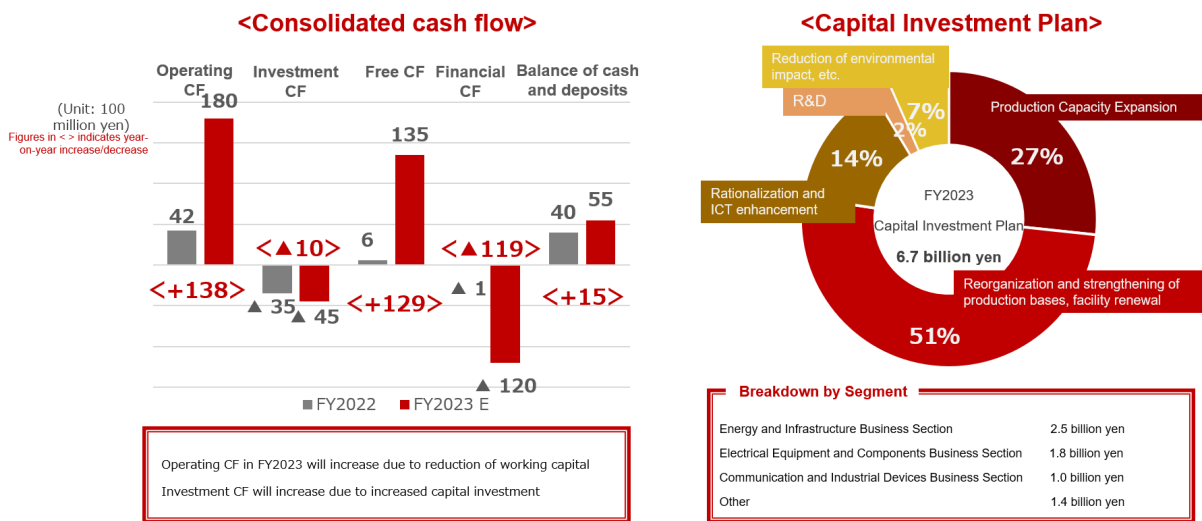 <Consolidated cash flow>
Operating
CF
Investment
CF
Free CF
Financial
CF
Balance of cash
and deposits
(Unit: 100
million yen)
Figures in < > indicates year-
on-year increase/decrease
42
180
<+138>
<▲10>
▲ 35
▲ 45
6
135
<+129>
<▲119>
▲ 1
▲ 120
40
55
<+15>
FY2022
FY2023 E
Operating CF in FY2023 will increase due to reduction of working capital
Investment CF will increase due to increased capital investment
<Capital Investment Plan>
Reduction of environmental
impact, etc.
7%
R&D
2%
Production Capacity Expansion
27%
14%
Rationalization and
ICT enhancement
FY2023
Capital Investment Plan
6.7 billion yen
Reorganization and strengthening of
production bases, facility renewal
51%
Breakdown by Segment
Energy and Infrastructure Business Section 2.5 billion yen
Electrical Equipment and Components Business Section 1.8 billion yen
Communication and Industrial Devices Business Section 1.0 billion yen
Other 1.4 billion yen